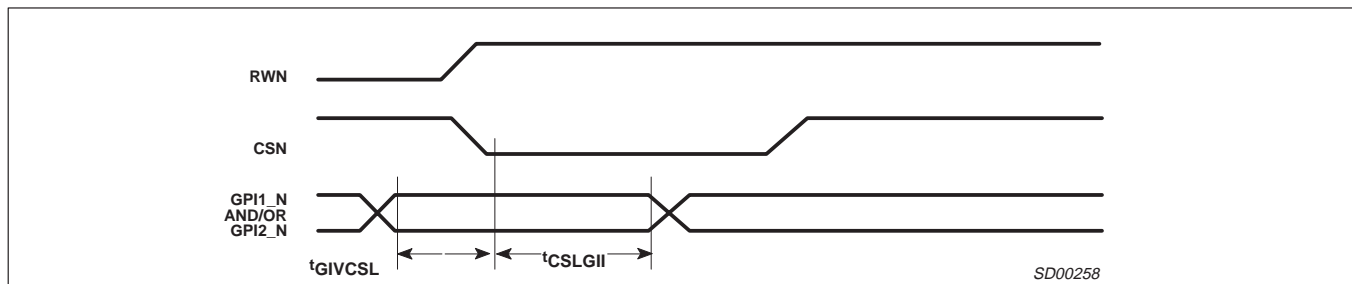 RWN
CSN
GPI1_N
AND/OR
GPI2_N
tGIVCSL
tCSLGII
SD00258